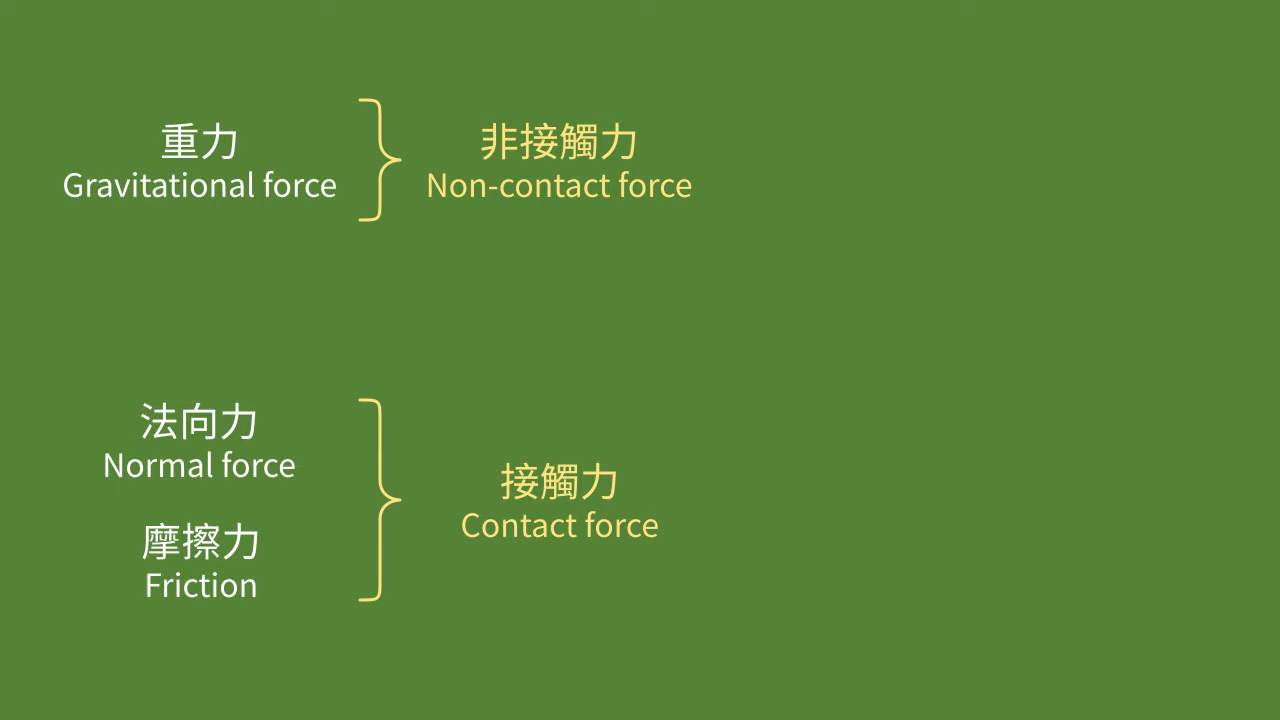 重力
Gravitational force
非接觸力
Non-contact force
法向力
Normal force
摩擦力
Friction
接觸力
Contact force